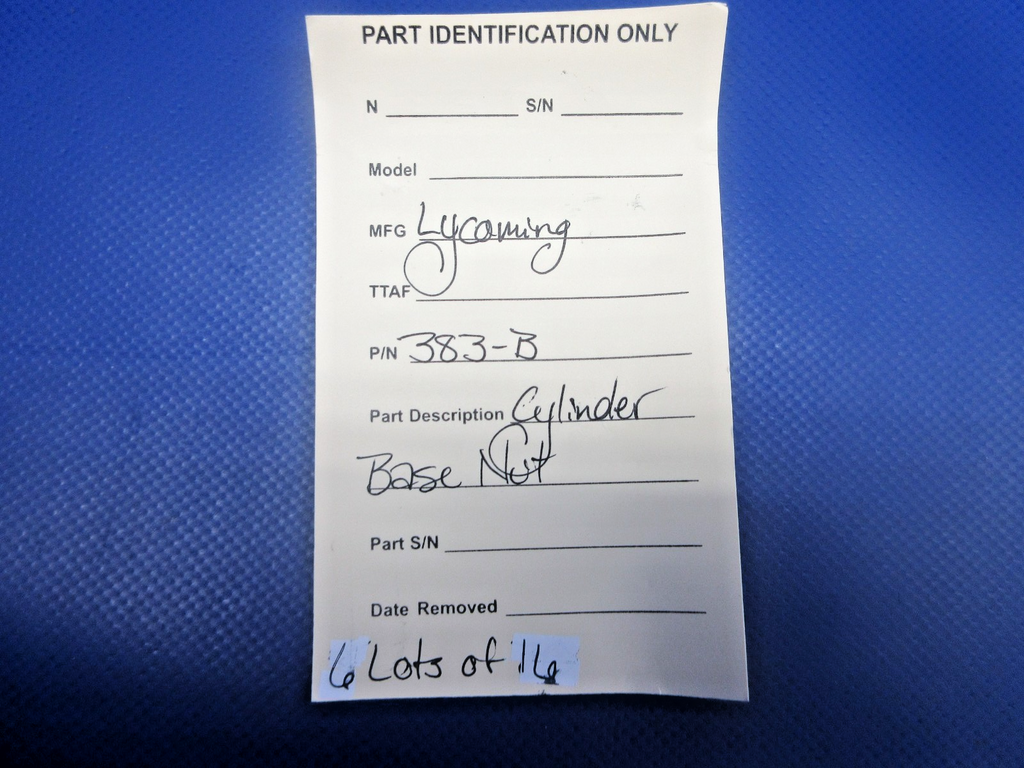 PART IDENTIFICATION ONLY
N S/N
Model
MFG Lycoming
TTAF
P/N 383-B
Part Description Cylinder
Base Nut
Part S/N
Date Removed
6 Lots of 16